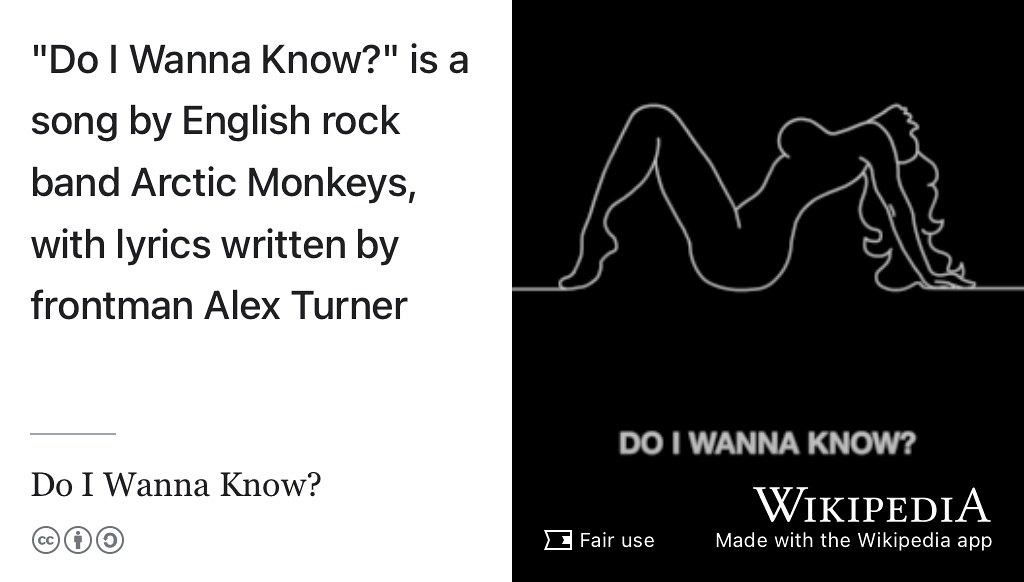 "Do I Wanna Know?" is a
song by English rock
band Arctic Monkeys,
with lyrics written by
frontman Alex Turner
Do I Wanna Know?
cc
DO I WANNA KNOW?
WIKIPEDIA
Fair use
Made with the Wikipedia app